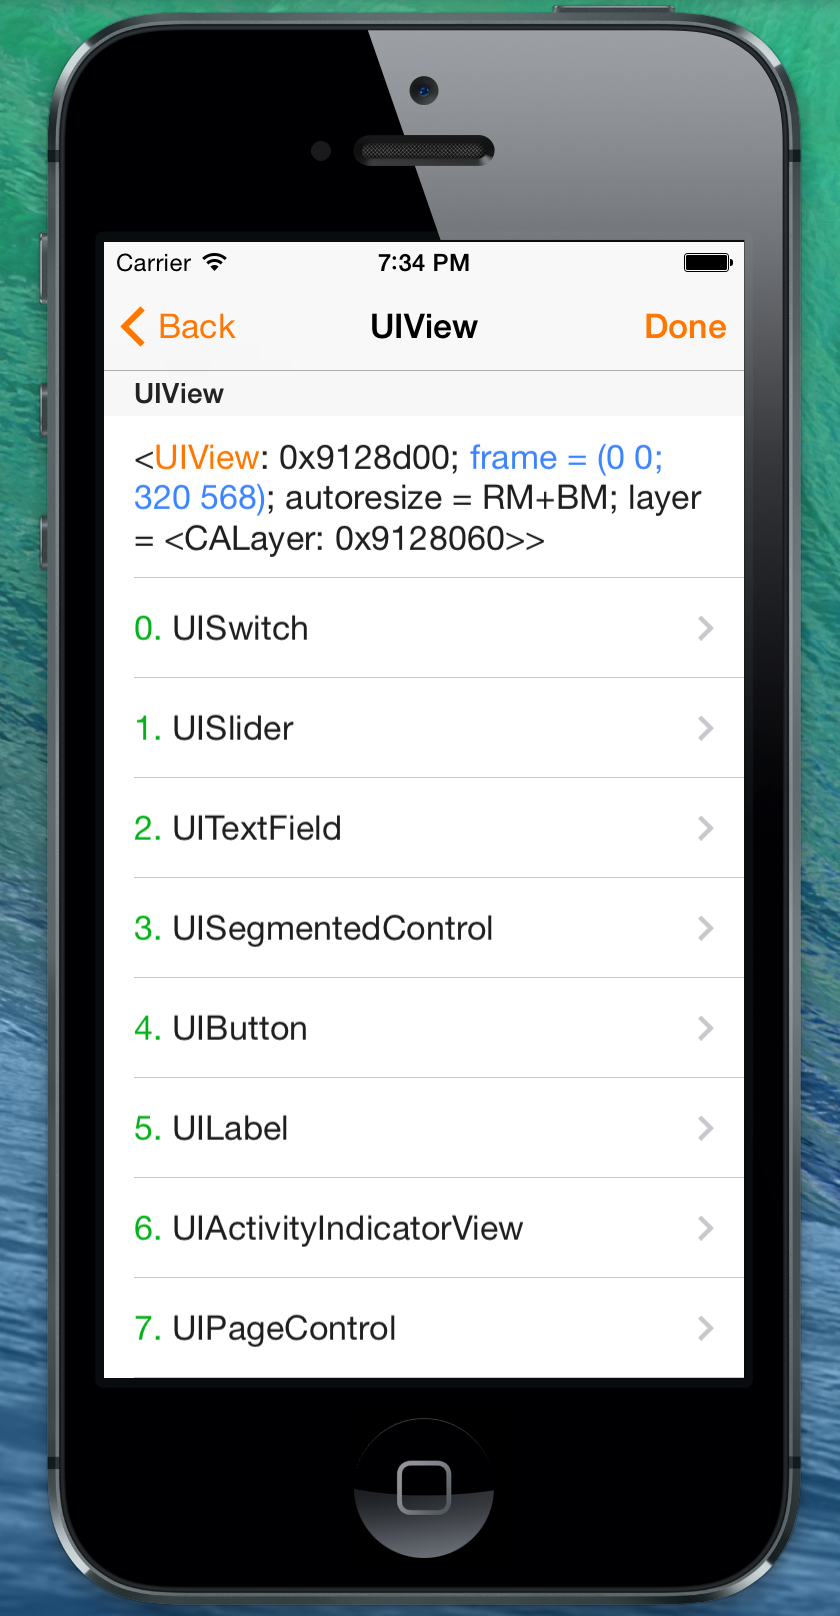 Carrier 7:34 PM
Back UIView Done
UIView
<UIView: 0x9128d00; frame = (0 0;
320 568); autoresize = RM+BM; layer
= <CALayer: 0x9128060>>
0. UISwitch
1. UISlider
2. UITextField
3. UISegmentedControl
4. UIButton
5. UILabel
6. UIActivityIndicatorView
7. UIPageControl